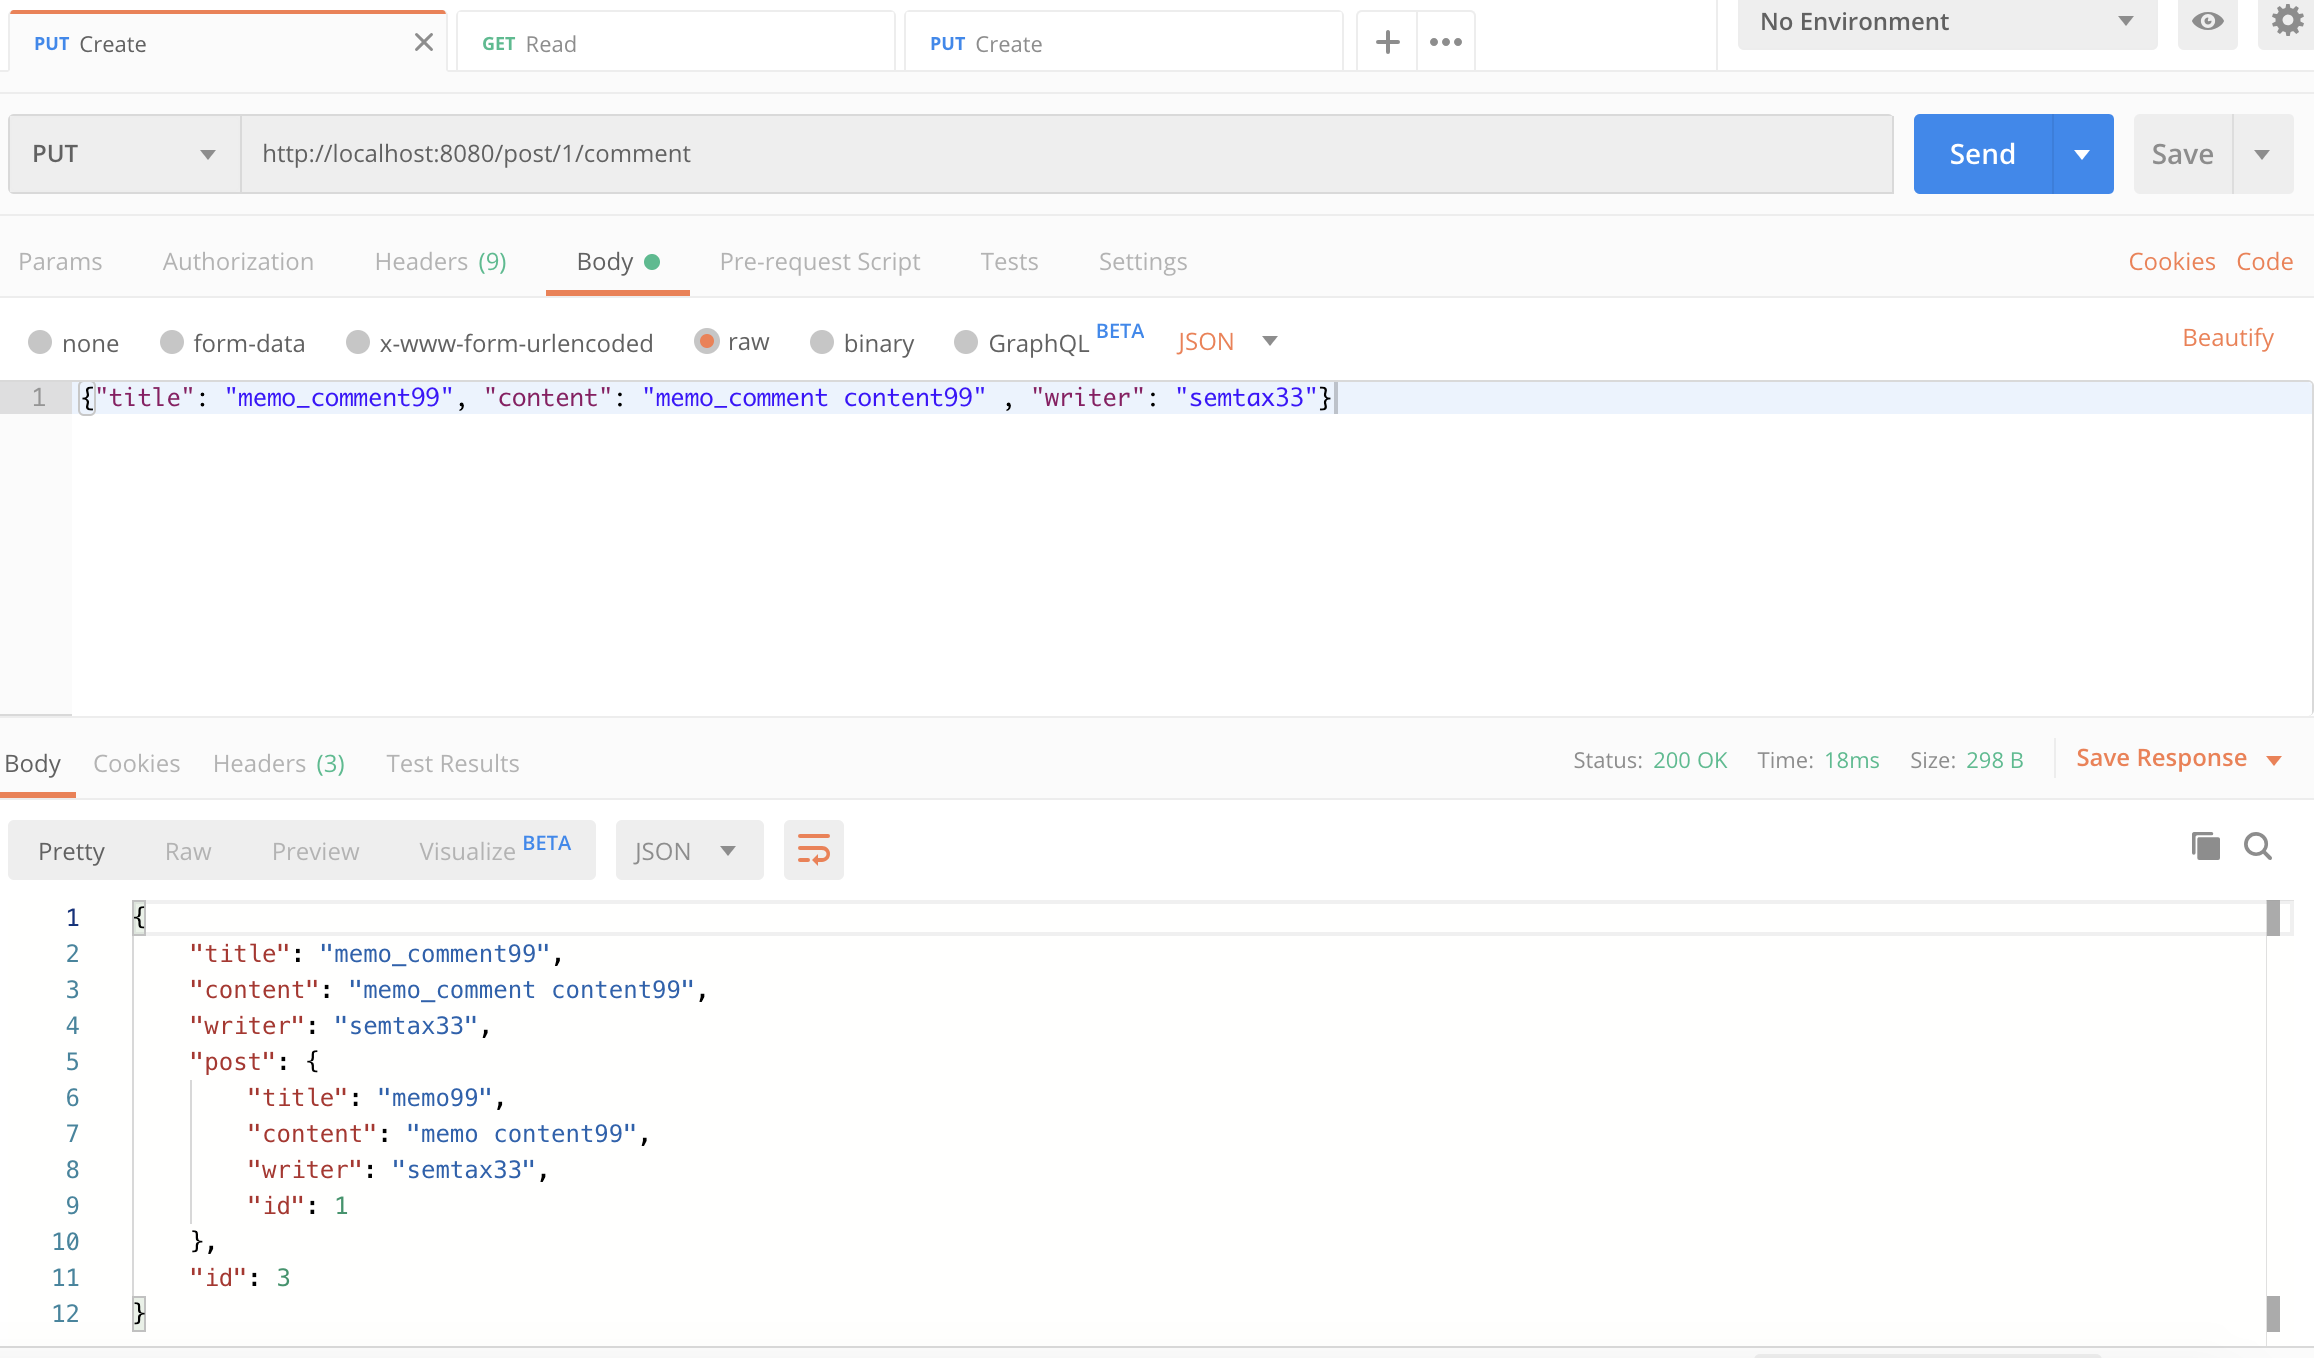 PUT Create GET Read PUT Create No Environment
PUT http://localhost:8080/post/1/comment Send Save
Params Authorization Headers (9) Body Pre-request Script Tests Settings Cookies Code
none form-data x-www-form-urlencoded raw binary GraphQL BETA JSON Beautify
1 {"title": "memo_comment99", "content": "memo_comment content99" , "writer": "semtax33"}
Body Cookies Headers (3) Test Results Status: 200 OK Time: 18ms Size: 298 B Save Response
Pretty Raw Preview Visualize BETA JSON
1 {
2 "title": "memo_comment99",
3 "content": "memo_comment content99",
4 "writer": "semtax33",
5 "post": {
6 "title": "memo99",
7 "content": "memo content99",
8 "writer": "semtax33",
9 "id": 1
10 },
11 "id": 3
12 }